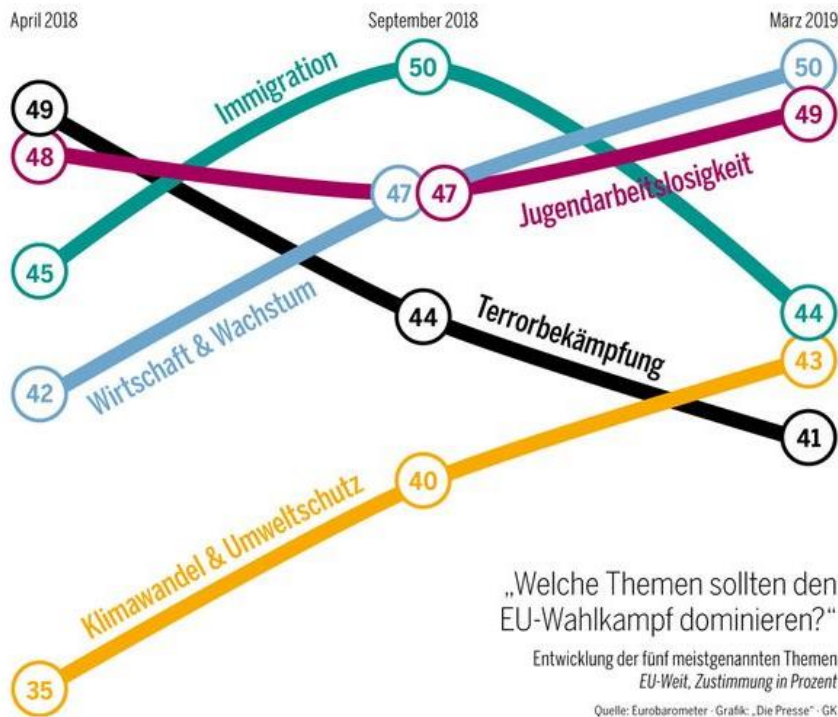 April 2018
September 2018
März 2019
50
50
Immigration
49
49
48
47
47
Jugendarbeitslosigkeit
45
44
44
Terrorbekämpfung
43
42
Wirtschaft & Wachstum
41
40
Klimawandel & Umweltschutz
35
„Welche Themen sollten den
EU-Wahlkampf dominieren?“
Entwicklung der fünf meistgenannten Themen
EU-Weit, Zustimmung in Prozent
Quelle: Eurobarometer · Grafik: „Die Presse“ · GK